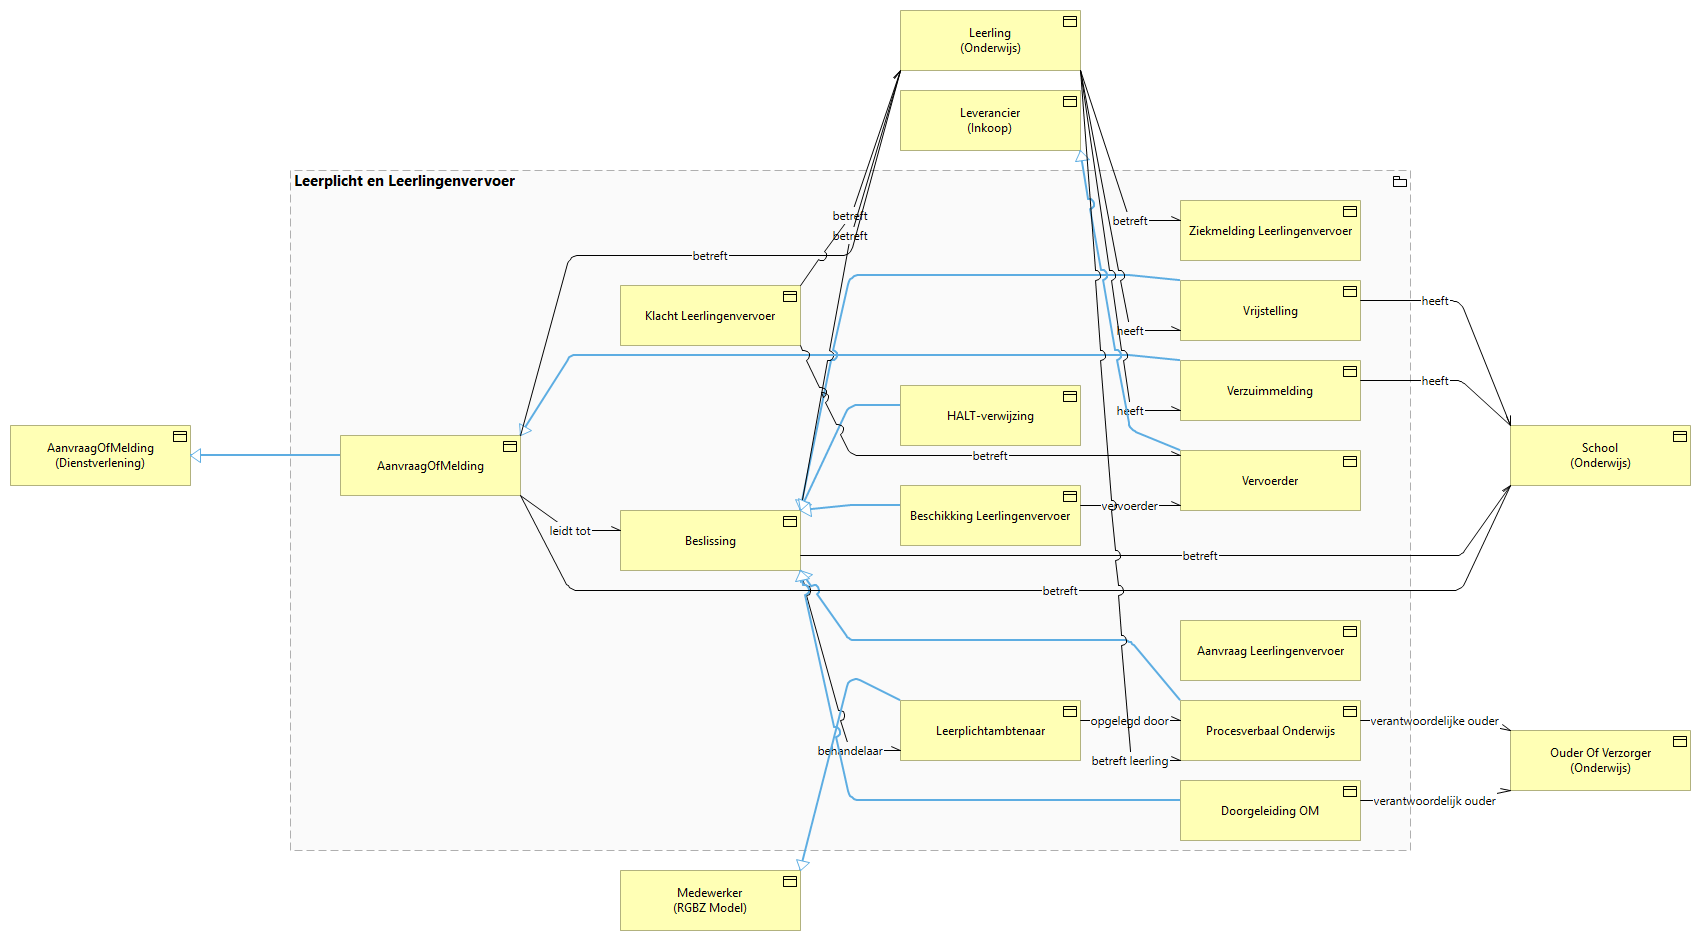 Leerling
(Onderwijs)
Leverancier
(Inkoop)
Leerplicht en Leerlingenvervoer
betreft
betreft
betreft
betreft
Ziekmelding Leerlingenvervoer
Klacht Leerlingenvervoer
Vrijstelling
heeft
heeft
Verzuimmelding
heeft
heeft
HALT-verwijzing
AanvraagOfMelding
(Dienstverlening)
AanvraagOfMelding
betreft
Vervoerder
School
(Onderwijs)
leidt tot
Beslissing
Beschikking Leerlingenvervoer
vervoerder
betreft
betreft
Aanvraag Leerlingenvervoer
behandelaar
Leerplichtambtenaar
opgelegd door
betreft leerling
Procesverbaal Onderwijs
verantwoordelijke ouder
Ouder Of Verzorger
(Onderwijs)
Doorgeleiding OM
verantwoordelijk ouder
Medewerker
(RGBZ Model)